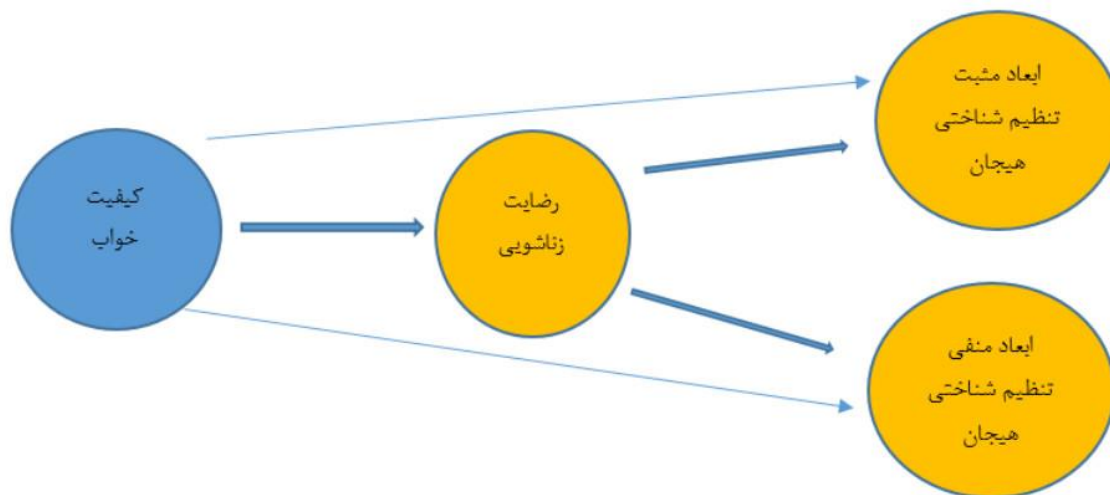 ابعاد مثبت
تنظیم شناختی
هیجان
کیفیت
خواب
رضایت
زناشویی
ابعاد منفی
تنظیم شناختی
هیجان